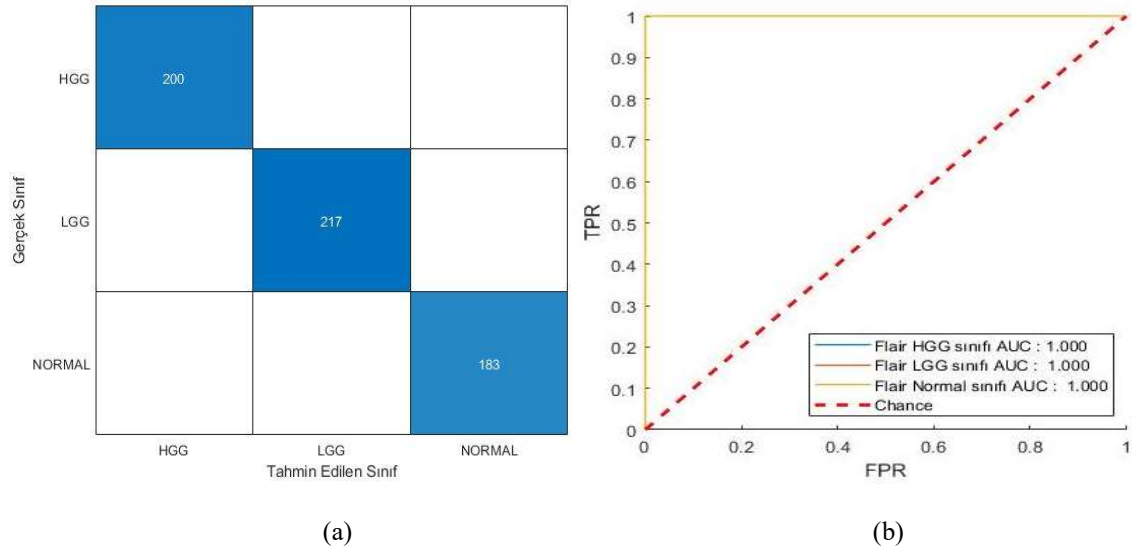 HGG
200
LGG
217
NORMAL
183
Gerçek Sınıf
HGG
LGG
NORMAL
Tahmin Edilen Sınıf
(a)
1
0.9
0.8
0.7
0.6
0.5
0.4
0.3
0.2
0.1
0
TPR
Flair HGG sınıfı AUC : 1.000
Flair LGG sınıfı AUC :  1.000
Flair Normal sınıfı AUC :  1.000
Chance
0
0.2
0.4
0.6
0.8
1
FPR
(b)